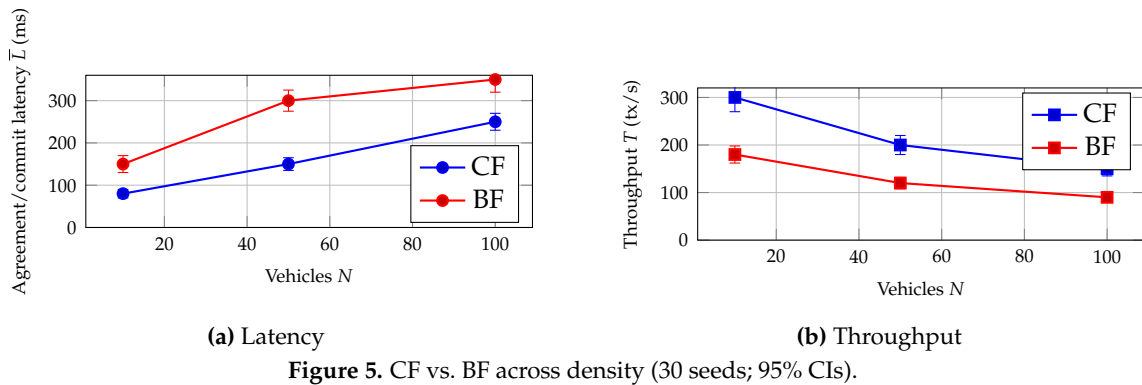 Agreement/commit latency L̅ (ms)
300
200
100
0
20
40
60
80
100
Vehicles N
CF
BF
(a) Latency
Throughput T (tx/s)
300
200
100
0
20
40
60
80
100
Vehicles N
CF
BF
(b) Throughput
Figure 5. CF vs. BF across density (30 seeds; 95% CIs).